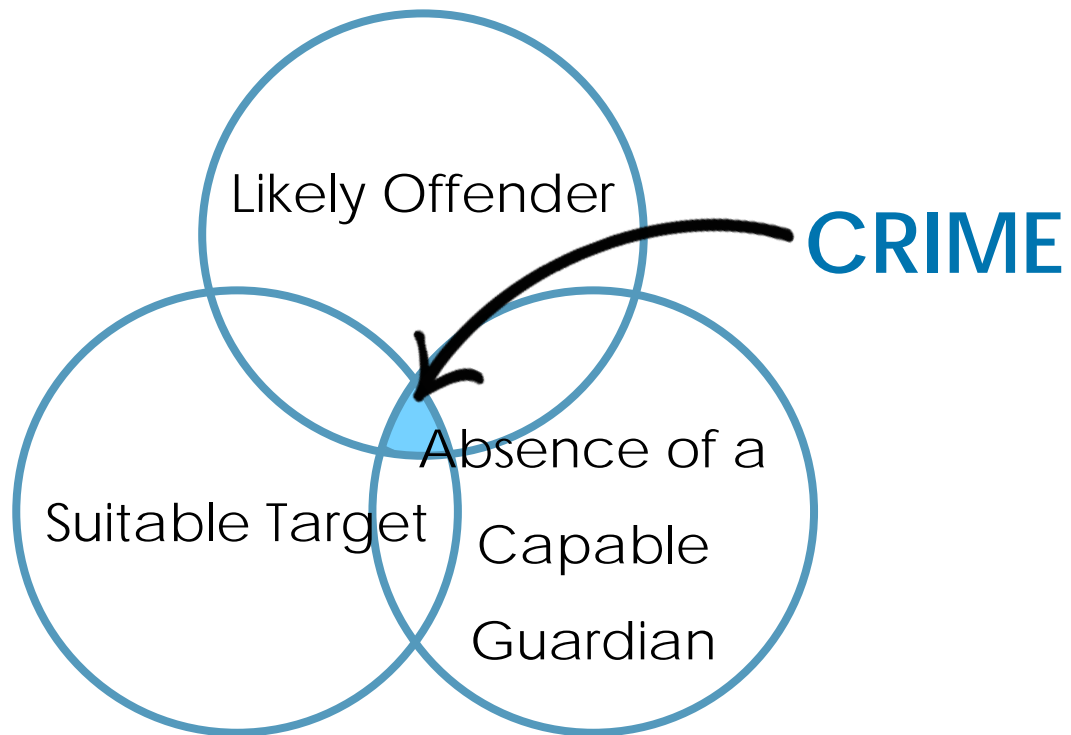 Likely Offender
CRIME
Suitable Target
Absence of a
Capable
Guardian